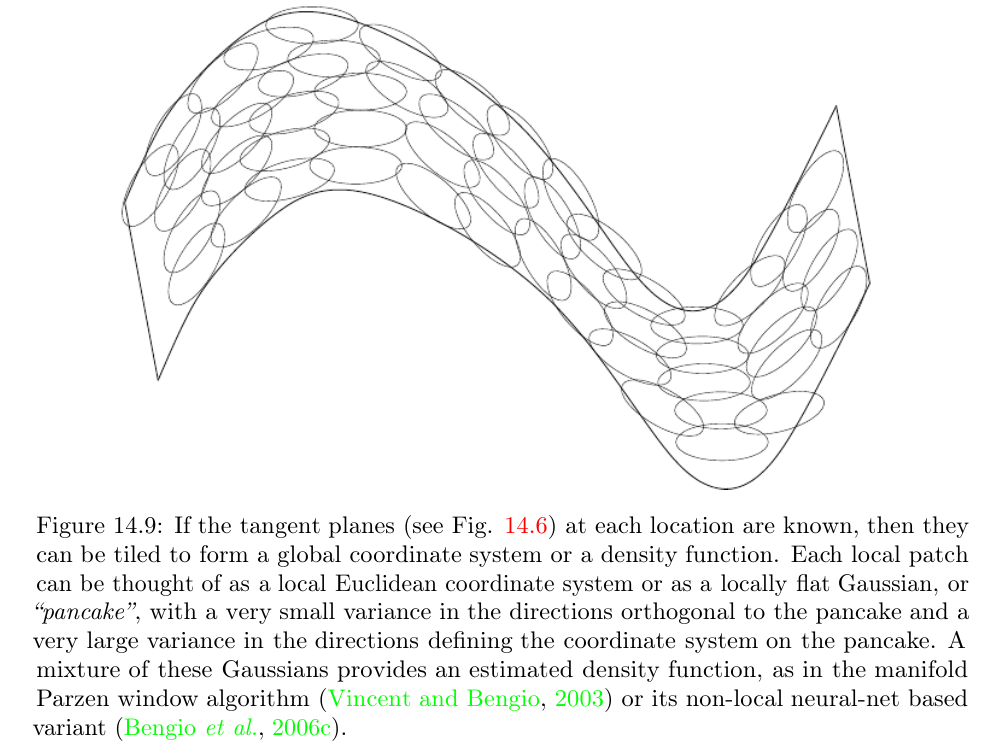 Figure 14.9: If the tangent planes (see Fig. 14.6) at each location are known, then they
can be tiled to form a global coordinate system or a density function. Each local patch
can be thought of as a local Euclidean coordinate system or as a locally flat Gaussian, or
“pancake”, with a very small variance in the directions orthogonal to the pancake and a
very large variance in the directions defining the coordinate system on the pancake. A
mixture of these Gaussians provides an estimated density function, as in the manifold
Parzen window algorithm (Vincent and Bengio, 2003) or its non-local neural-net based
variant (Bengio et al., 2006c).